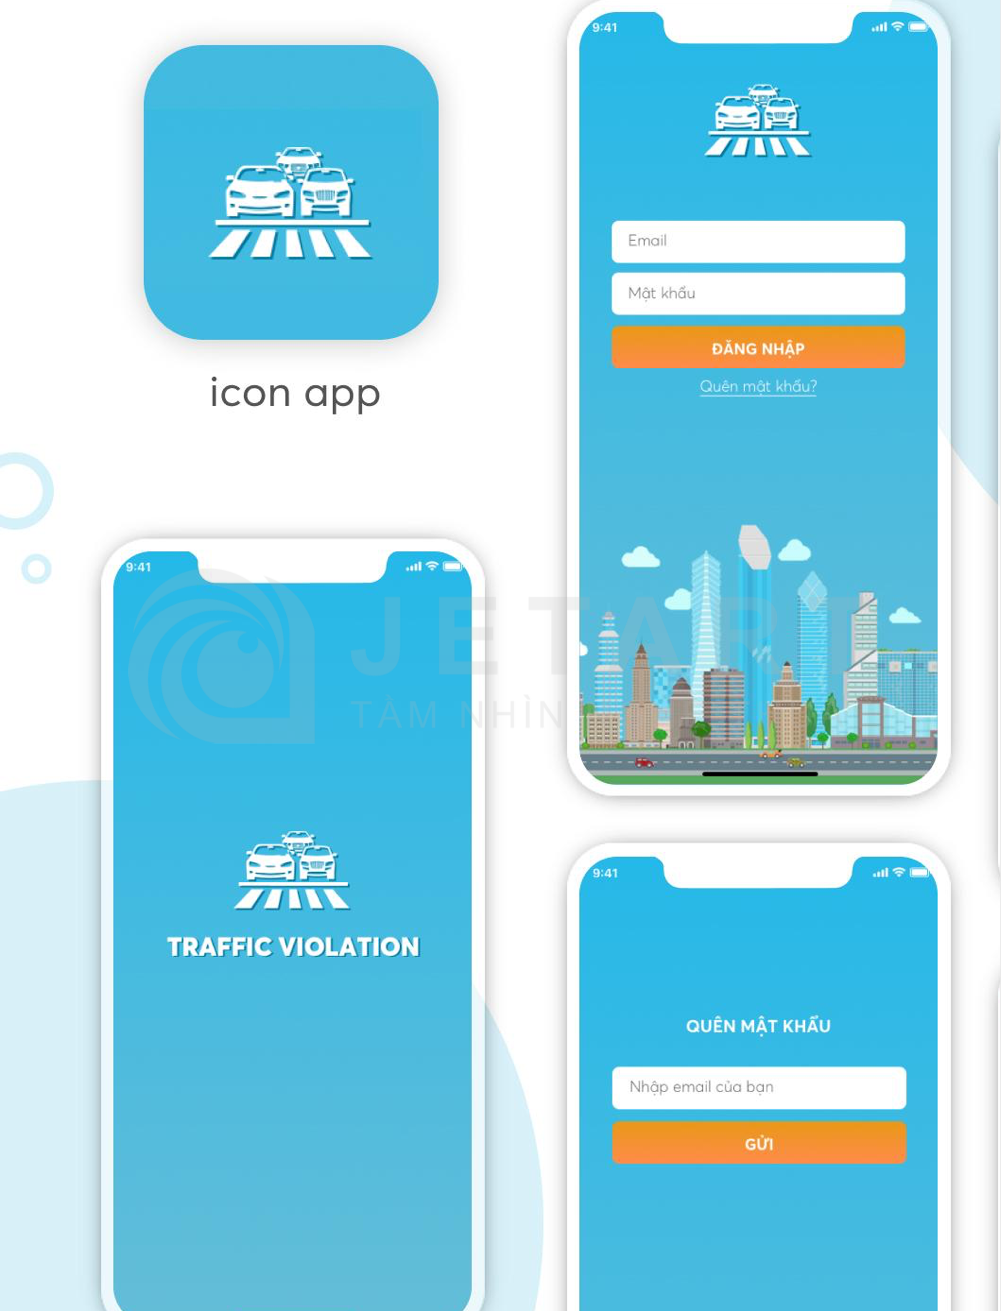 icon app
9:41
Email
Mật khẩu
ĐĂNG NHẬP
Quên mật khẩu?
9:41
JETART
TẦM NHÌN
TRAFFIC VIOLATION
9:41
QUÊN MẬT KHẨU
Nhập email của bạn
GỬI